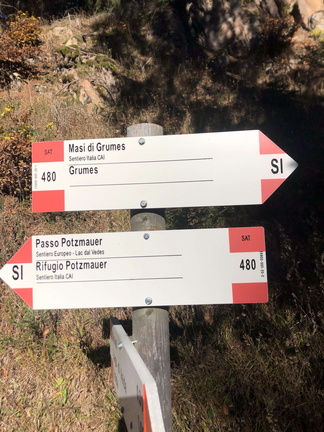 SAT
480
Masi di Grumes
Sentiero Italia CAI
Grumes
SI
Passo Potzmauer
Sentiero Europeo - Lac dal Vedes
Rifugio Potzmauer
Sentiero Italia CAI
SI
SAT
480